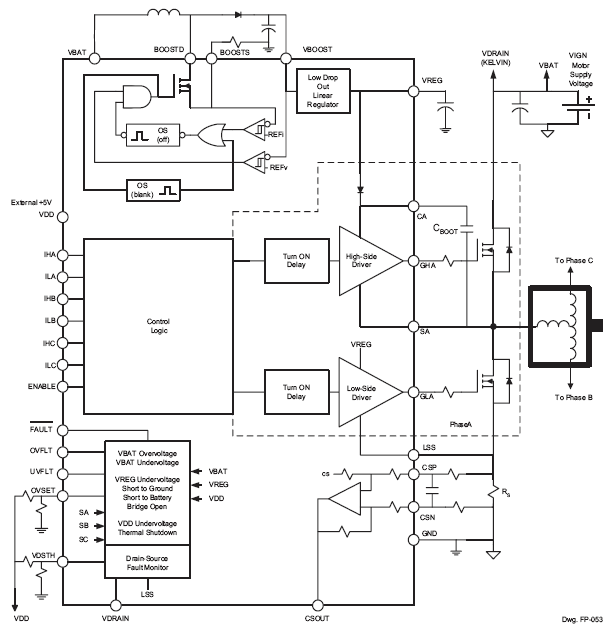 VBAT
BOOSTD
BOOSTS
VBOOST
VDRAIN
(KELVIN)
VBAT
VIGN
Motor
Supply
Voltage
Low Drop
Out
Linear
Regulator
VREG
+
–
OS
(off)
REFi
REFv
OS
(blank)
External +5V
VDD
CA
CBOOT
IHA
ILA
IHB
ILB
IHC
ILC
ENABLE
Control
Logic
Turn ON
Delay
High-Side
Driver
GHA
To Phase C
SA
VREG
Turn ON
Delay
Low-Side
Driver
GLA
To Phase B
PhaseA
FAULT
OVFLT
UVFLT
OVSET
VBAT Overvoltage
VBAT Undervoltage
VREG Undervoltage
Short to Ground
Short to Battery
Bridge Open
VDD Undervoltage
Thermal Shutdown
VBAT
VREG
VDD
SA
SB
SC
LSS
cs
CSP
RS
CSN
GND
VDSTH
Drain-Source
Fault Monitor
LSS
VDD
VDRAIN
CSOUT
Dwg. FP-053